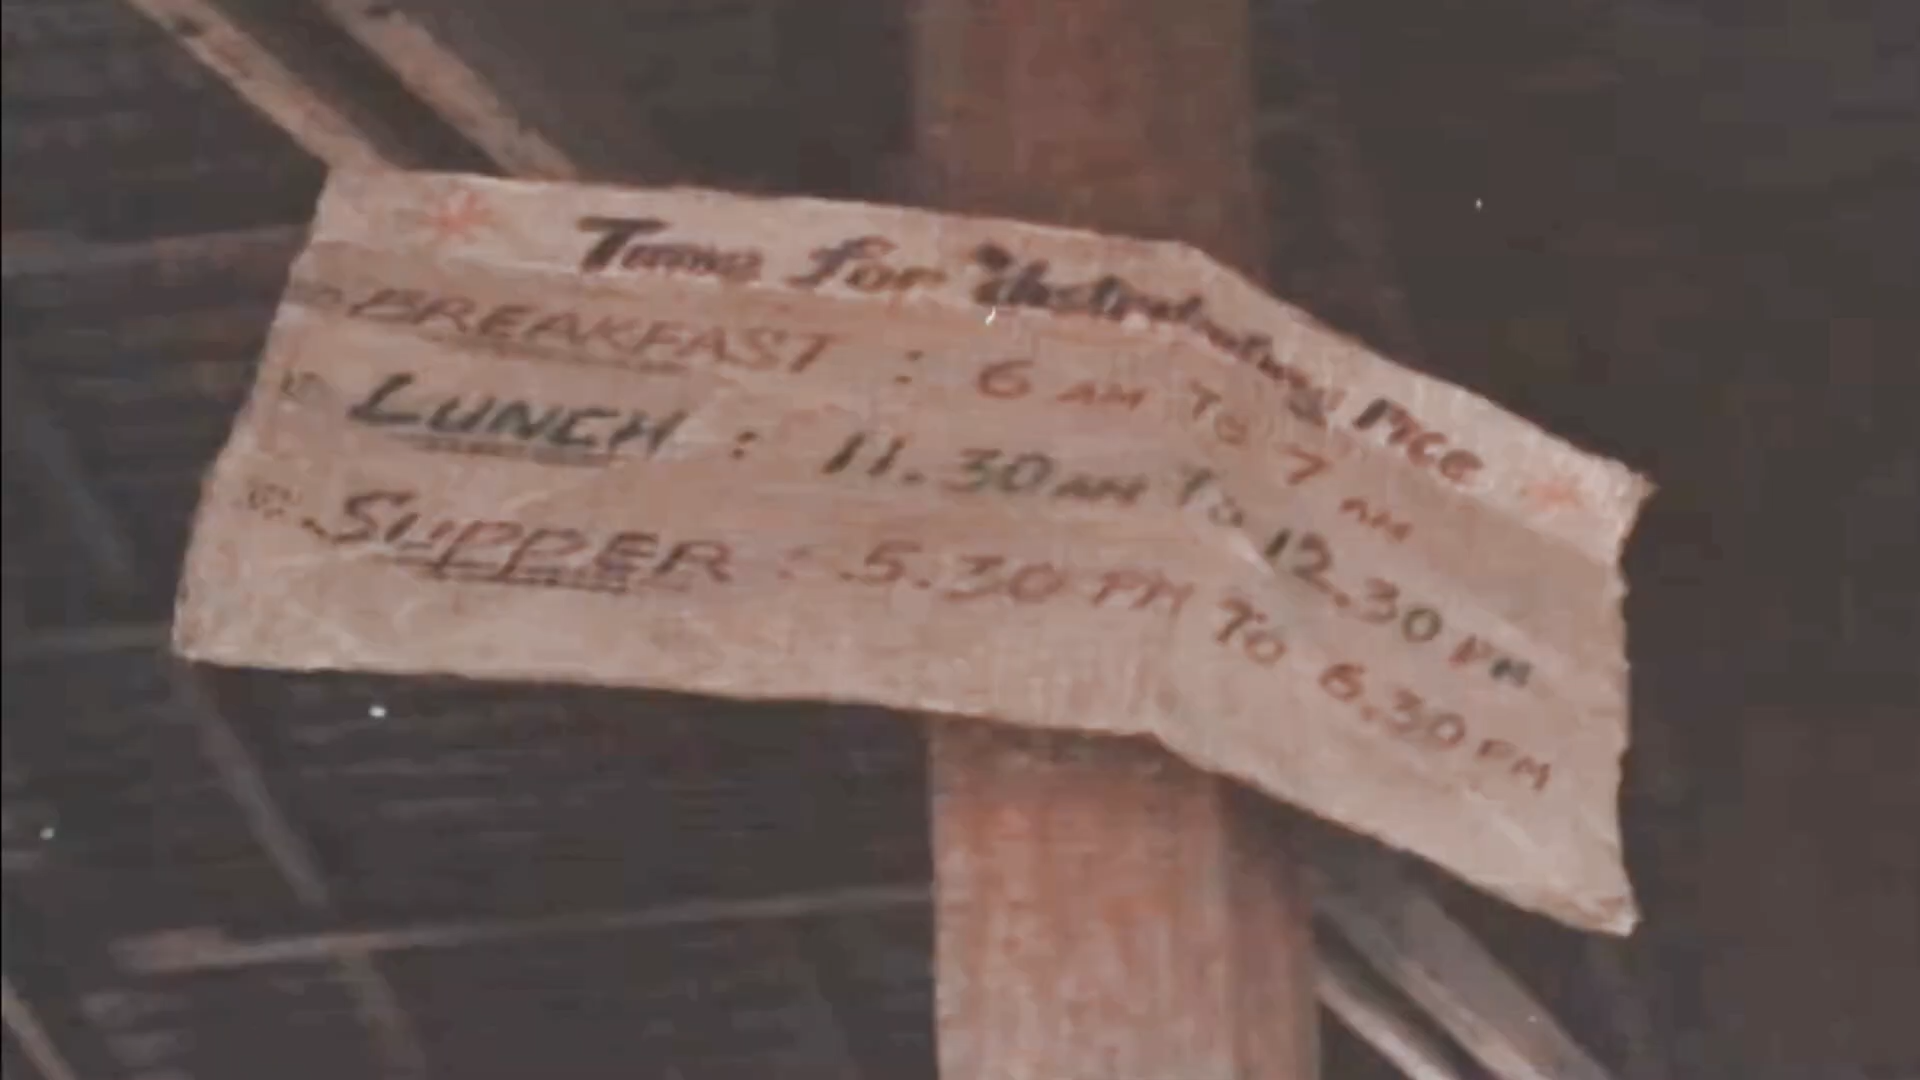 Time for distributing Rice
BREAKFAST : 6 AM To 7 AM
LUNCH : 11.30 AM To 12.30 PM
SUPPER : 5.30 PM To 6.30 PM